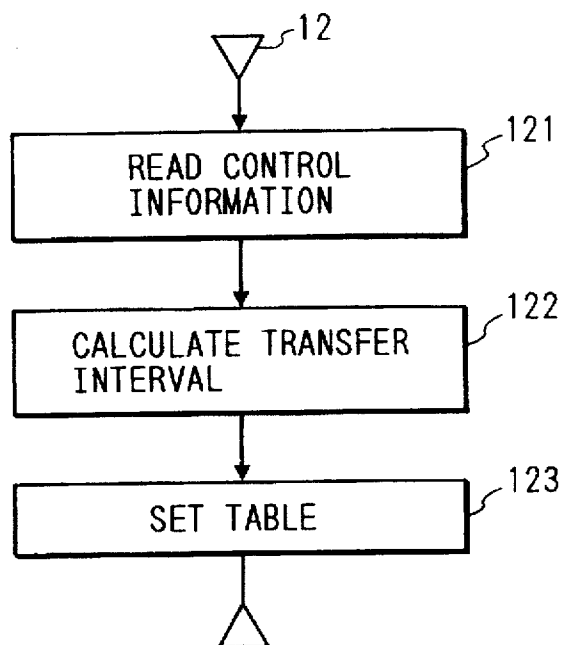 12
121
READ CONTROL
INFORMATION
122
CALCULATE TRANSFER
INTERVAL
123
SET TABLE